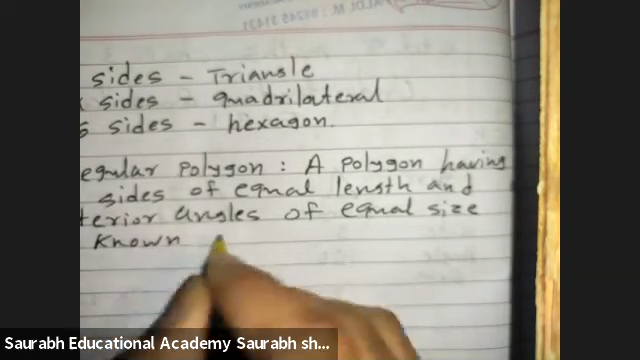 sides - Triangle
sides - quadrilateral
sides - hexagon.
egular polygon : A polygon having
sides of equal length and
terior angles of equal size
Known
Saurabh Educational Academy Saurabh sh...